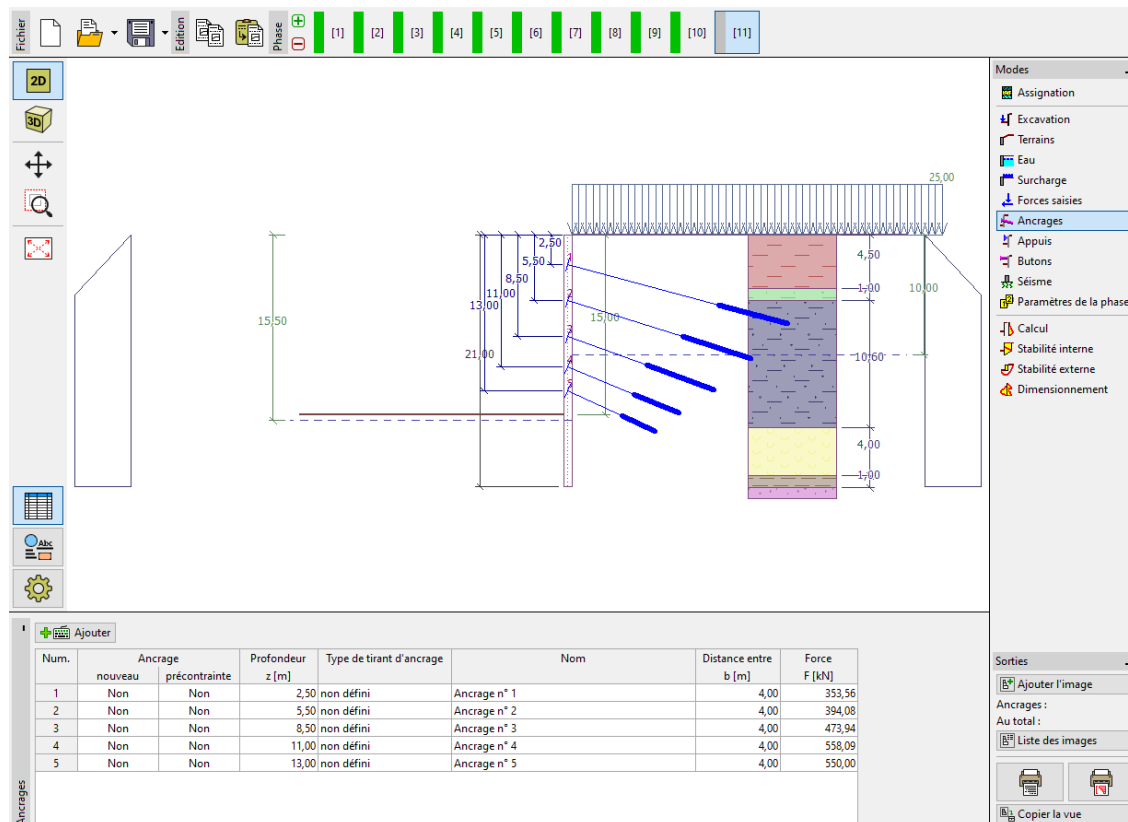 Fichier
Edition
Phase
[1] [2] [3] [4] [5] [6] [7] [8] [9] [10] [11]
2D
3D
Abc
25,00
2,50
5,50
8,50
11,00
13,00
21,00
15,50
15,00
1
2
3
4
5
4,50
1,00
10,60
4,00
1,00
10,00
Modes
Assignation
Excavation
Terrains
Eau
Surcharge
Forces saisies
Ancrages
Appuis
Butons
Séisme
Paramètres de la phase
Calcul
Stabilité interne
Stabilité externe
Dimensionnement
Ajouter
Num. Ancrage Profondeur Type de tirant d'ancrage Nom Distance entre Force
nouveau précontrainte z [m] b [m] F [kN]
1 Non Non 2,50 non défini Ancrage n° 1 4,00 353,56
2 Non Non 5,50 non défini Ancrage n° 2 4,00 394,08
3 Non Non 8,50 non défini Ancrage n° 3 4,00 473,94
4 Non Non 11,00 non défini Ancrage n° 4 4,00 558,09
5 Non Non 13,00 non défini Ancrage n° 5 4,00 550,00
Ancrages
Sorties
Ajouter l'image
Ancrages :
Au total :
Liste des images
Copier la vue